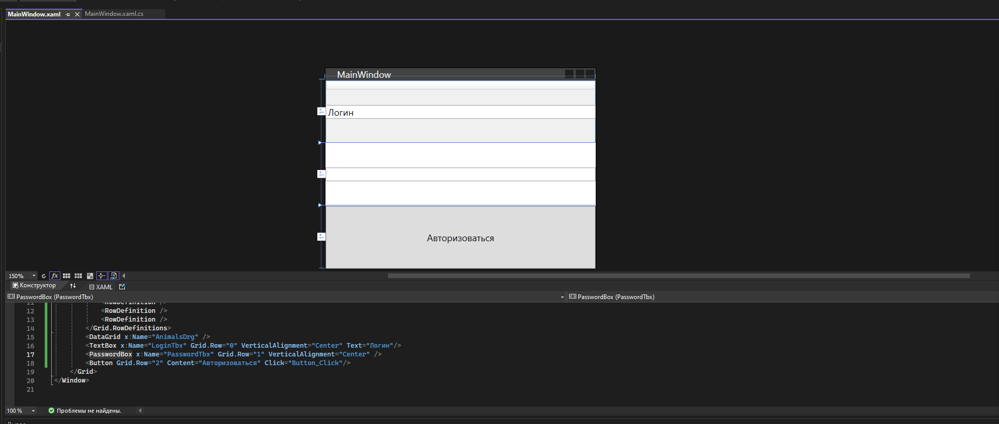 MainWindow.xaml
MainWindow.xaml.cs
MainWindow
Логин
Авторизоваться
150%
fx
Конструктор
XAML
PasswordBox (PasswordTbx)
PasswordBox (PasswordTbx)
11 <RowDefinition />
12 <RowDefinition />
13 <RowDefinition />
14 </Grid.RowDefinitions>
15 <DataGrid x:Name="AnimalsDrg" />
16 <TextBox x:Name="LoginTbx" Grid.Row="0" VerticalAlignment="Center" Text="Логин"/>
17 <PasswordBox x:Name="PasswordTbx" Grid.Row="1" VerticalAlignment="Center" />
18 <Button Grid.Row="2" Content="Авторизоваться" Click="Button_Click"/>
19 </Grid>
20 </Window>
21
100 %
Проблемы не найдены.